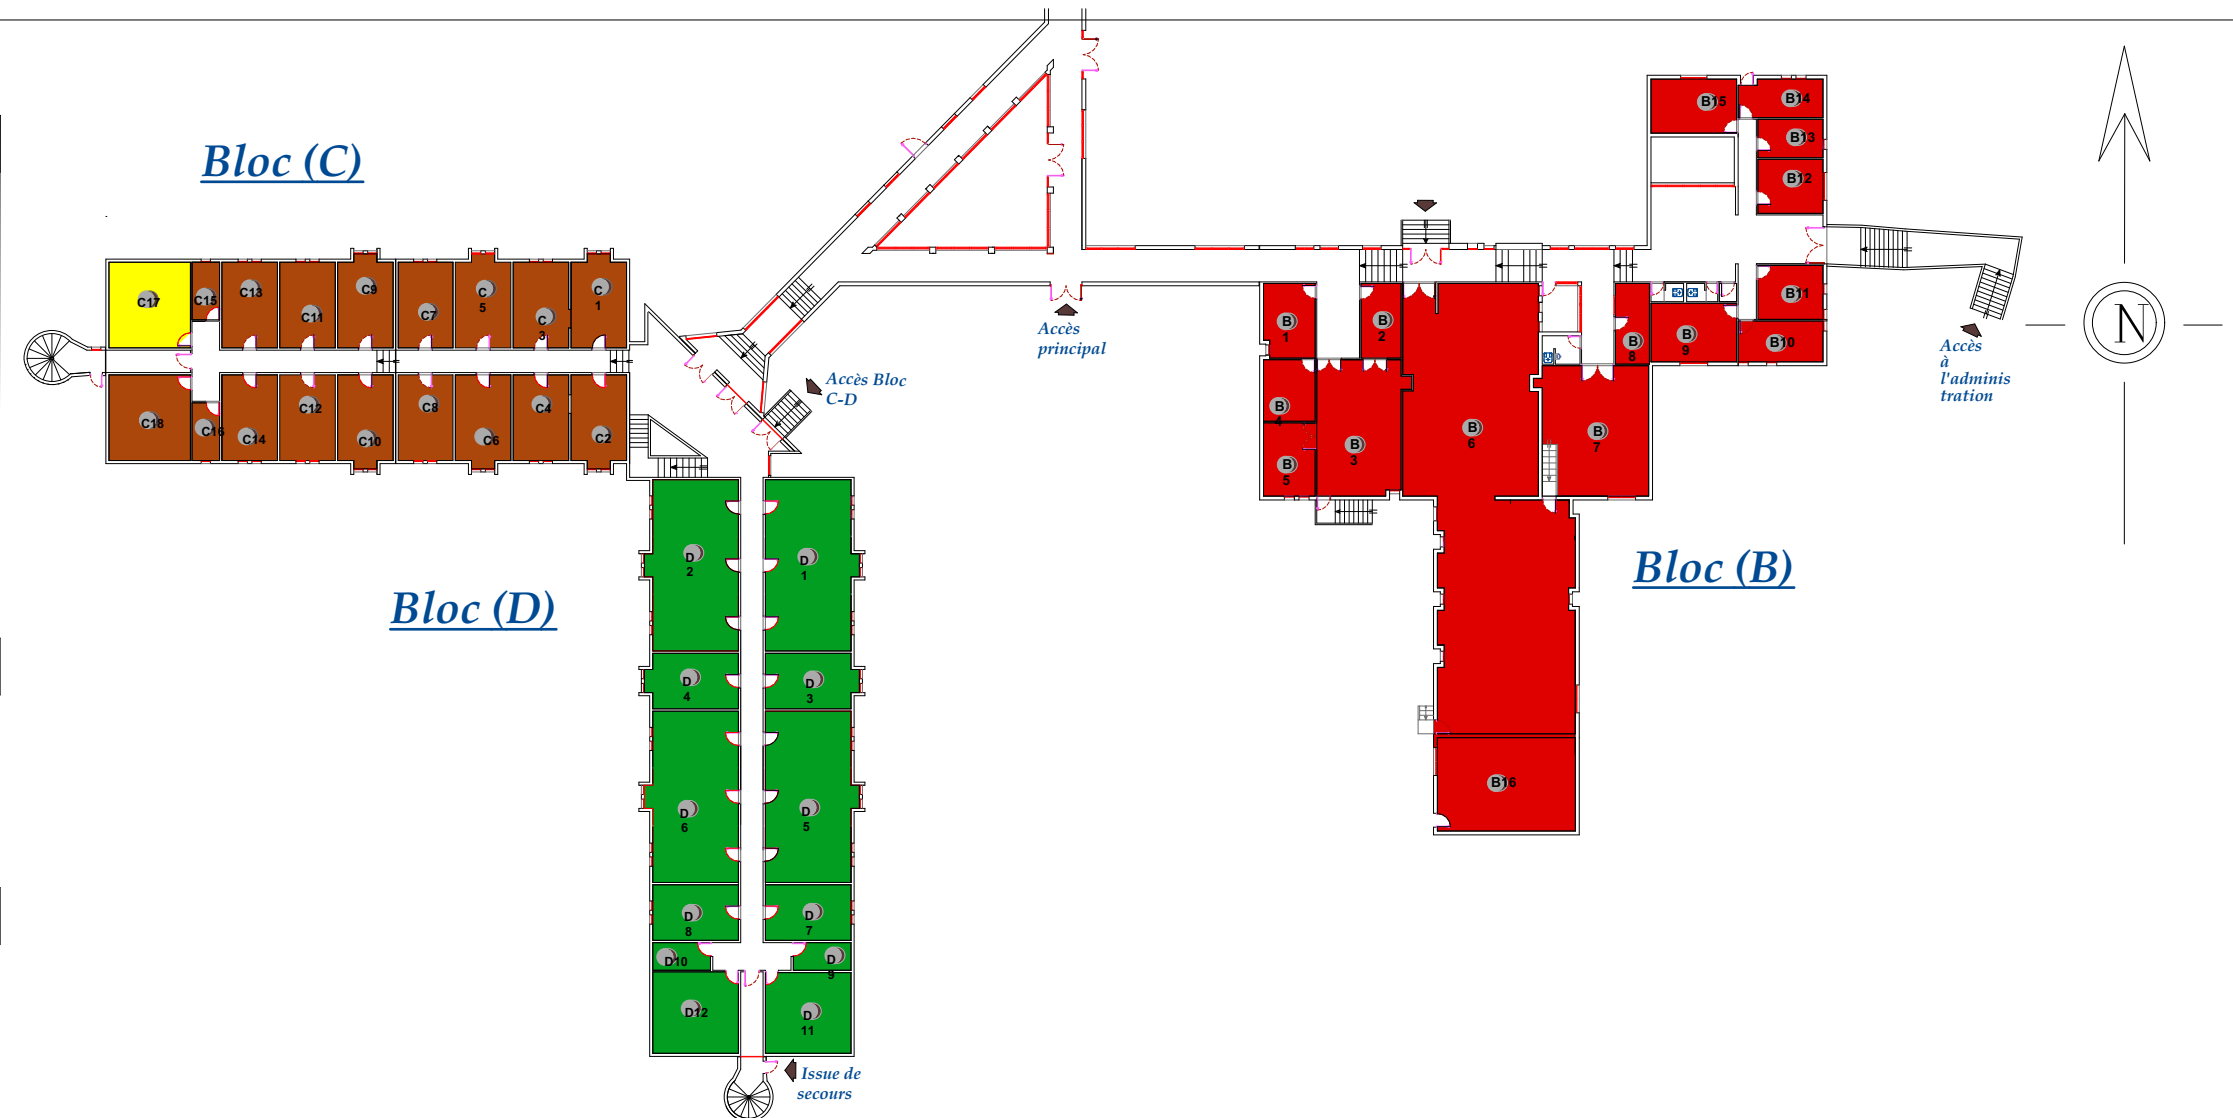 Bloc (C)
B15
B14
B13
B12
C17
C15
C13
C11
C9
C7
C
5
C
3
C
1
B11
N
B
1
B
2
B
8
B
9
B10
Accès
principal
Accès
à
l'adminis
tration
Accès Bloc
C-D
C18
C16
C14
C12
C10
C8
C6
C4
C2
B
4
B
5
B
3
B
6
B
7
Bloc (B)
Bloc (D)
D
2
D
1
D
4
D
3
D
6
D
5
B16
D
8
D
7
D10
D
9
D12
D
11
Issue de
secours